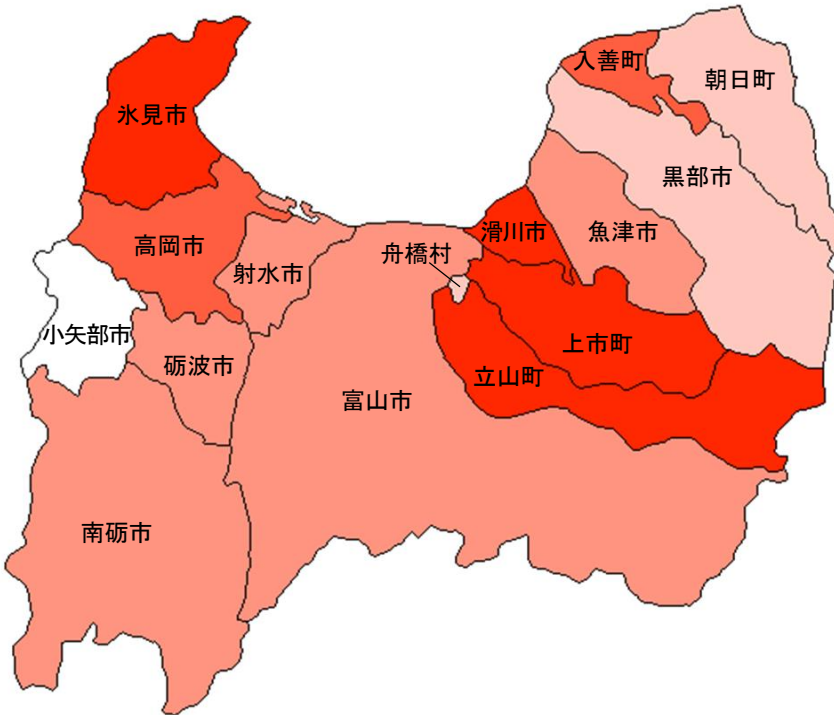 入善町
朝日町
氷見市
黒部市
滑川市
魚津市
高岡市
舟橋村
射水市
小矢部市
上市町
砺波市
立山町
富山市
南砺市